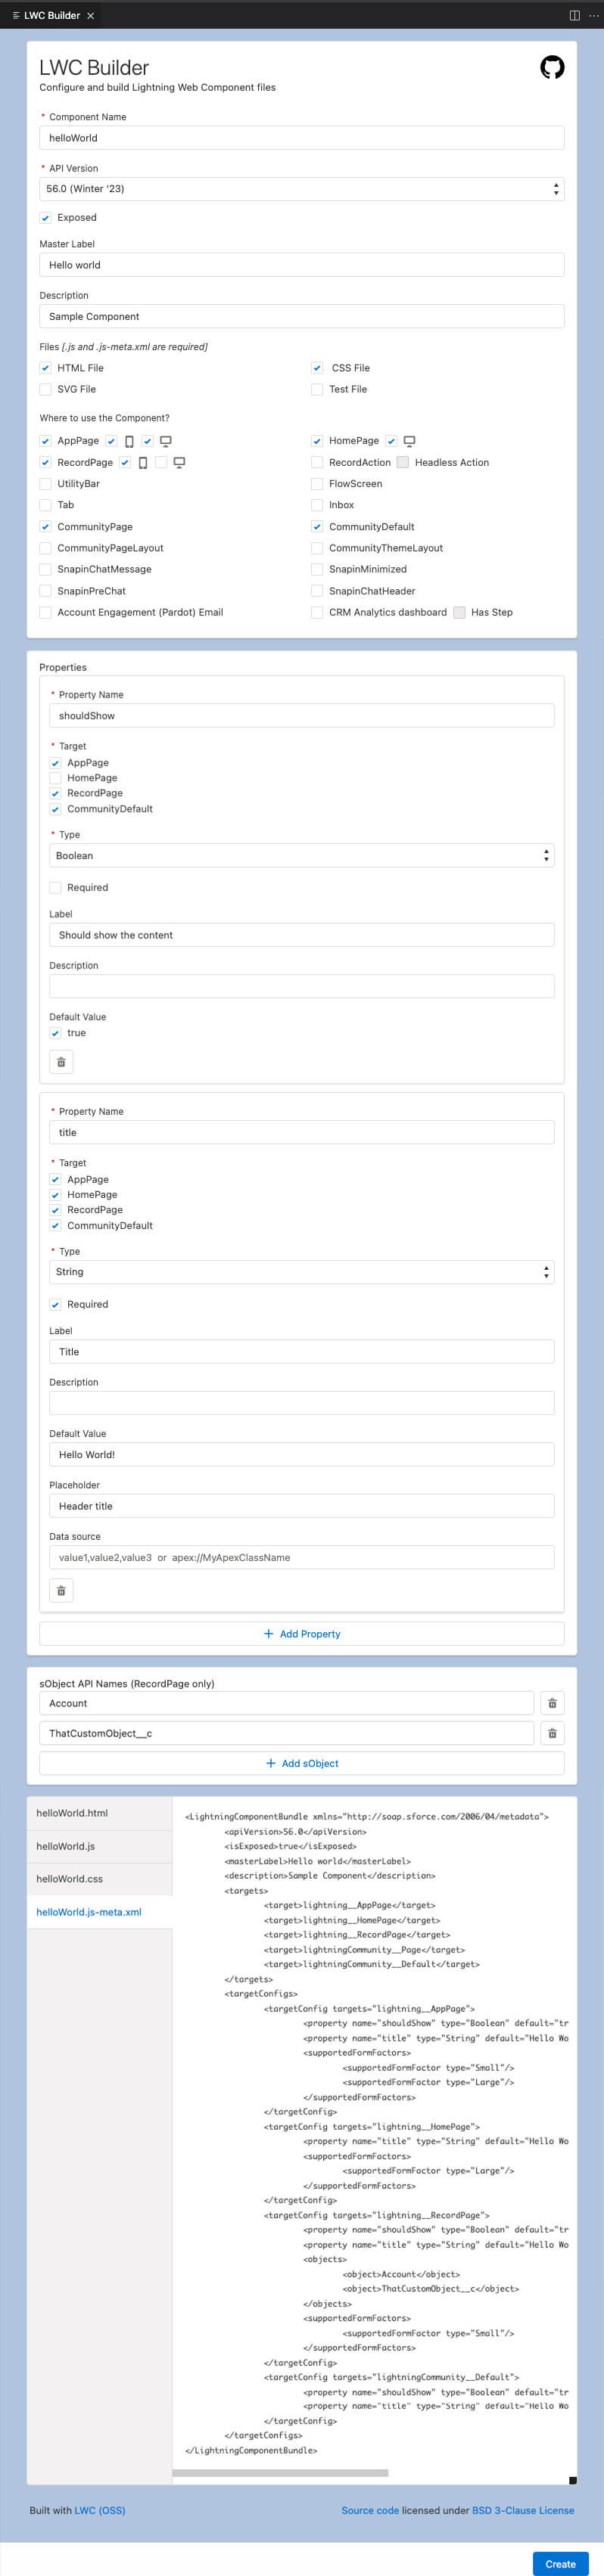 LWC Builder
LWC Builder
Configure and build Lightning Web Component files
* Component Name
helloWorld
* API Version
56.0 (Winter '23)
Exposed
Master Label
Hello world
Description
Sample Component
Files [.js and .js-meta.xml are required]
HTML File CSS File
SVG File Test File
Where to use the Component?
AppPage HomePage
RecordPage RecordAction Headless Action
UtilityBar FlowScreen
Tab Inbox
CommunityPage CommunityDefault
CommunityPageLayout CommunityThemeLayout
SnapinChatMessage SnapinMinimized
SnapinPreChat SnapinChatHeader
Account Engagement (Pardot) Email CRM Analytics dashboard Has Step
Properties
* Property Name
shouldShow
* Target
AppPage
HomePage
RecordPage
CommunityDefault
* Type
Boolean
Required
Label
Should show the content
Description
Default Value
true
* Property Name
title
* Target
AppPage
HomePage
RecordPage
CommunityDefault
* Type
String
Required
Label
Title
Description
Default Value
Hello World!
Placeholder
Header title
Data source
value1,value2,value3 or apex://MyApexClassName
+ Add Property
sObject API Names (RecordPage only)
Account
ThatCustomObject__c
+ Add sObject
helloWorld.html
helloWorld.js
helloWorld.css
helloWorld.js-meta.xml
<LightningComponentBundle xmlns="http://soap.sforce.com/2006/04/metadata">
<apiVersion>56.0</apiVersion>
<isExposed>true</isExposed>
<masterLabel>Hello world</masterLabel>
<description>Sample Component</description>
<targets>
<target>lightning__AppPage</target>
<target>lightning__HomePage</target>
<target>lightning__RecordPage</target>
<target>lightningCommunity__Page</target>
<target>lightningCommunity__Default</target>
</targets>
<targetConfigs>
<targetConfig targets="lightning__AppPage">
<property name="shouldShow" type="Boolean" default="tr
<property name="title" type="String" default="Hello Wo
<supportedFormFactors>
<supportedFormFactor type="Small"/>
<supportedFormFactor type="Large"/>
</supportedFormFactors>
</targetConfig>
<targetConfig targets="lightning__HomePage">
<property name="title" type="String" default="Hello Wo
<supportedFormFactors>
<supportedFormFactor type="Large"/>
</supportedFormFactors>
</targetConfig>
<targetConfig targets="lightning__RecordPage">
<property name="shouldShow" type="Boolean" default="tr
<property name="title" type="String" default="Hello Wo
<objects>
<object>Account</object>
<object>ThatCustomObject__c</object>
</objects>
<supportedFormFactors>
<supportedFormFactor type="Small"/>
</supportedFormFactors>
</targetConfig>
<targetConfig targets="lightningCommunity__Default">
<property name="shouldShow" type="Boolean" default="tr
<property name="title" type="String" default="Hello Wo
</targetConfig>
</targetConfigs>
</LightningComponentBundle>
Built with LWC (OSS) Source code licensed under BSD 3-Clause License
Create